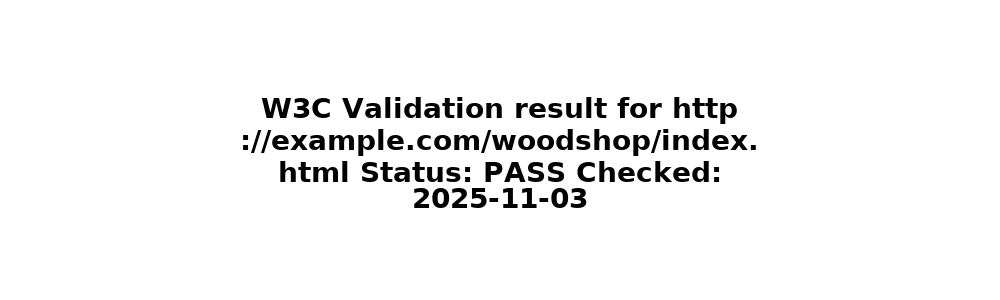 W3C Validation result for http
://example.com/woodshop/index.
html Status: PASS Checked:
2025-11-03